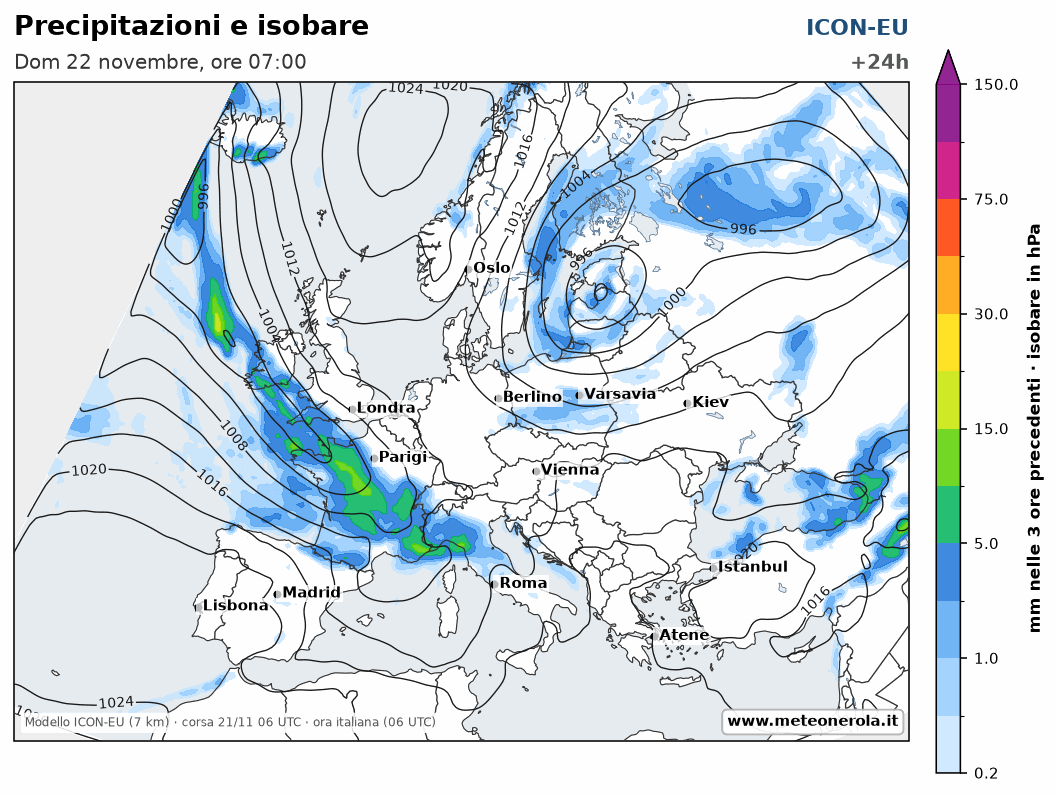 Precipitazioni e isobare
ICON-EU
Dom 22 novembre, ore 07:00
+24h
150.0
75.0
30.0
15.0
5.0
1.0
0.2
mm nelle 3 ore precedenti · isobare in hPa
1024
1020
1016
1004
1000
996
1012
996
996
1012
1004
1000
Oslo
Londra
Berlino
Varsavia
Kiev
1008
Parigi
Vienna
1020
1016
Istanbul
Roma
Madrid
Lisbona
1016
Atene
1024
Modello ICON-EU (7 km) · corsa 21/11 06 UTC · ora italiana (06 UTC)
www.meteonerola.it